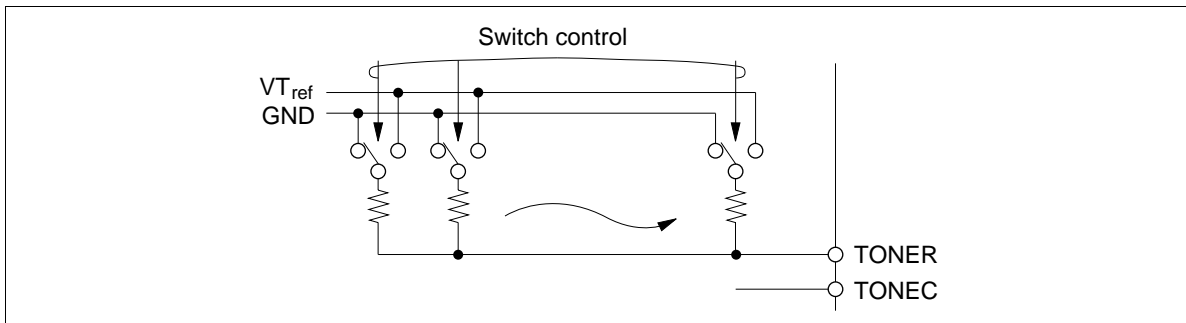 Switch control
VTref
GND
TONER
TONEC